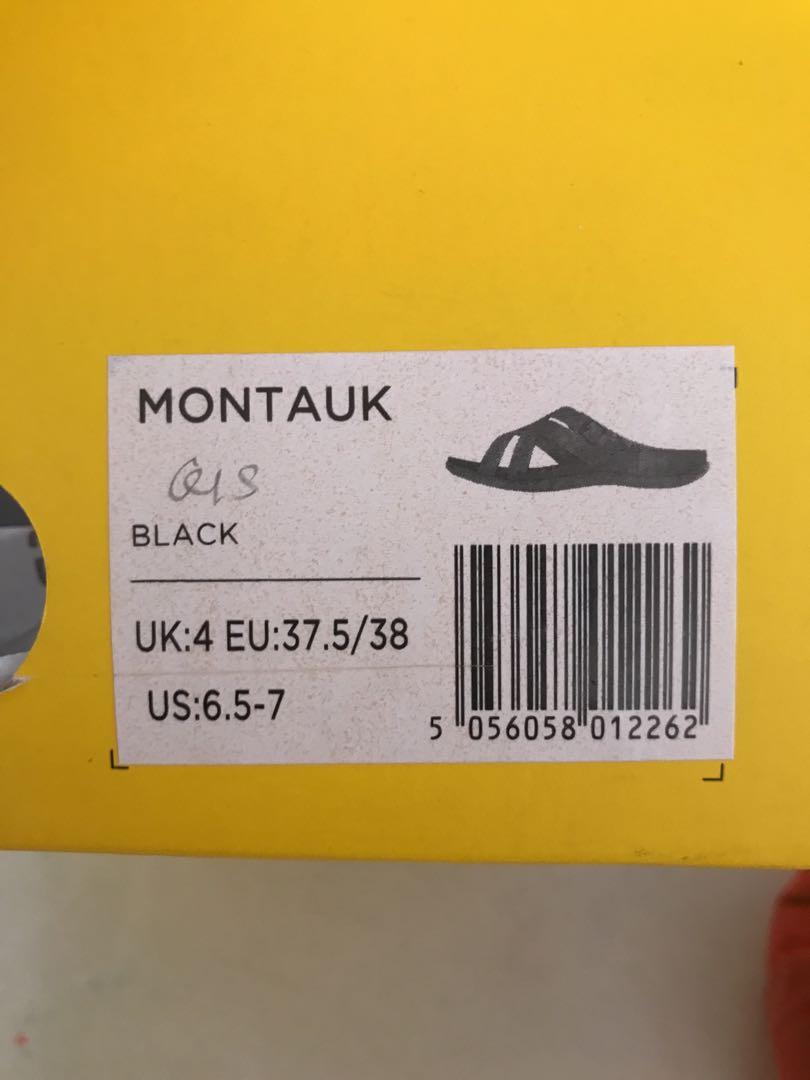 MONTAUK
BLACK
UK:4 EU:37.5/38
US:6.5-7
5 056058 012262